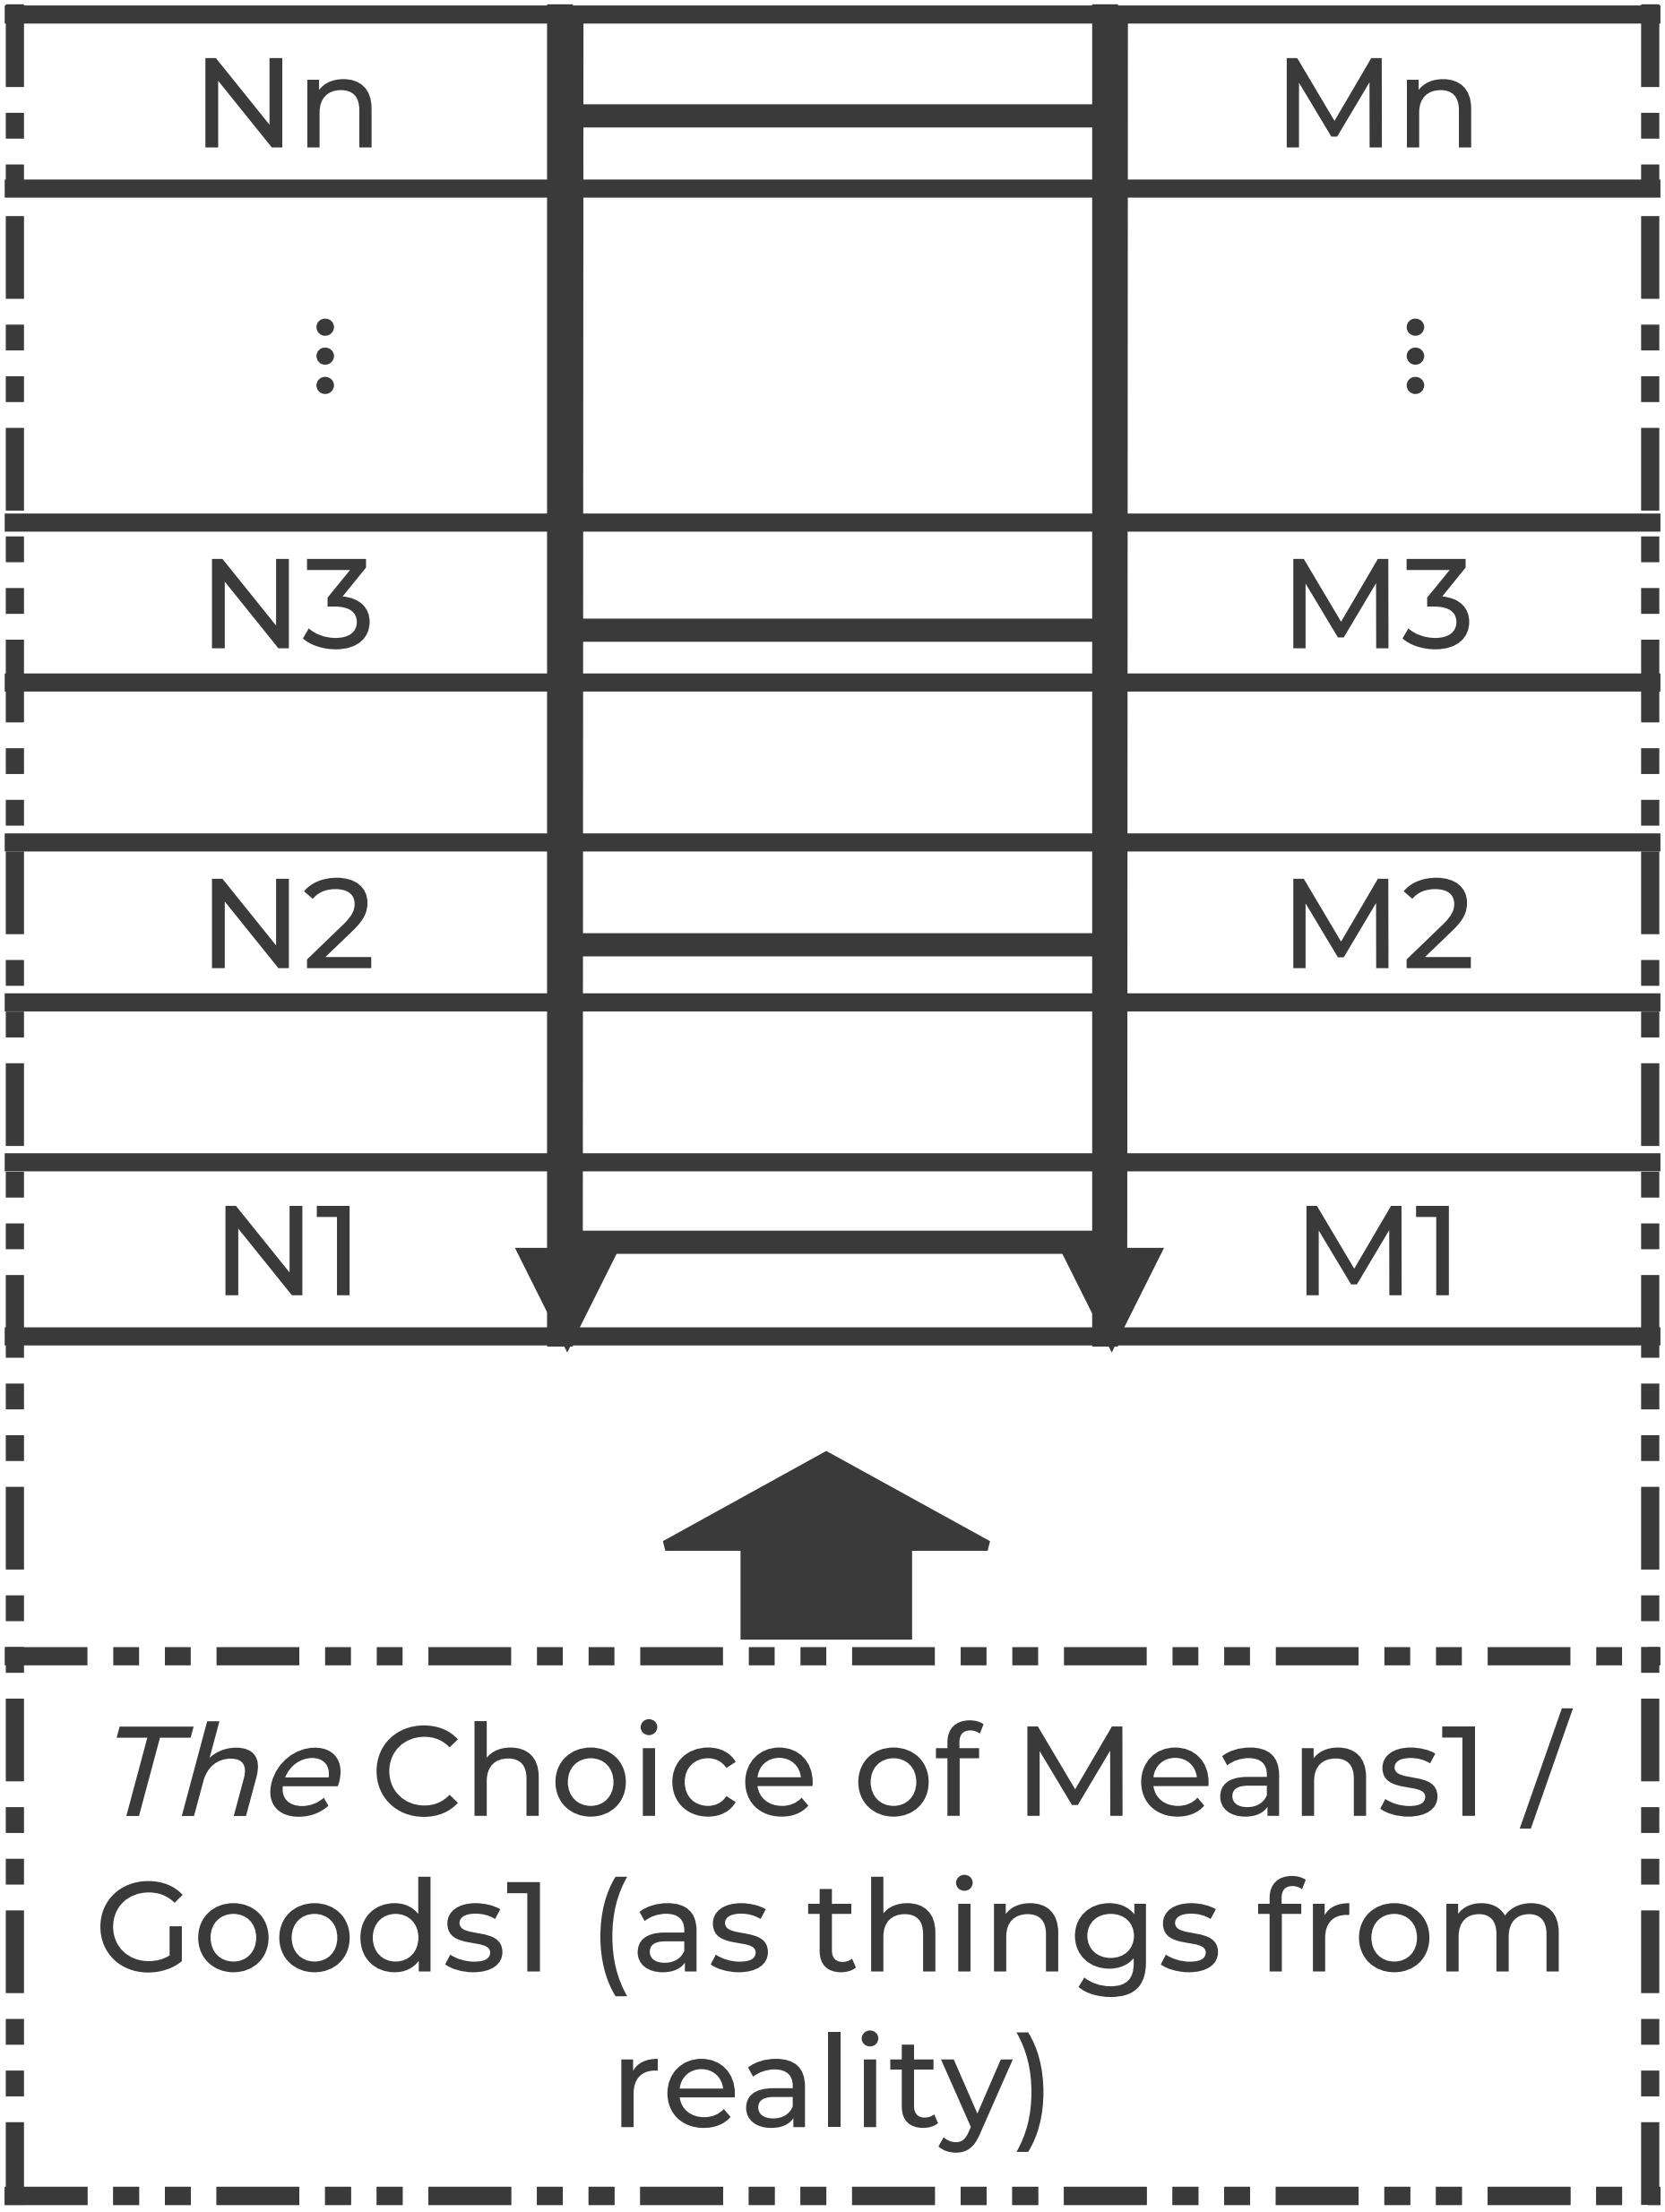 Nn Mn
⋮ ⋮
N3 M3
N2 M2
N1 M1
The Choice of Means1 /
Goods1 (as things from
reality)